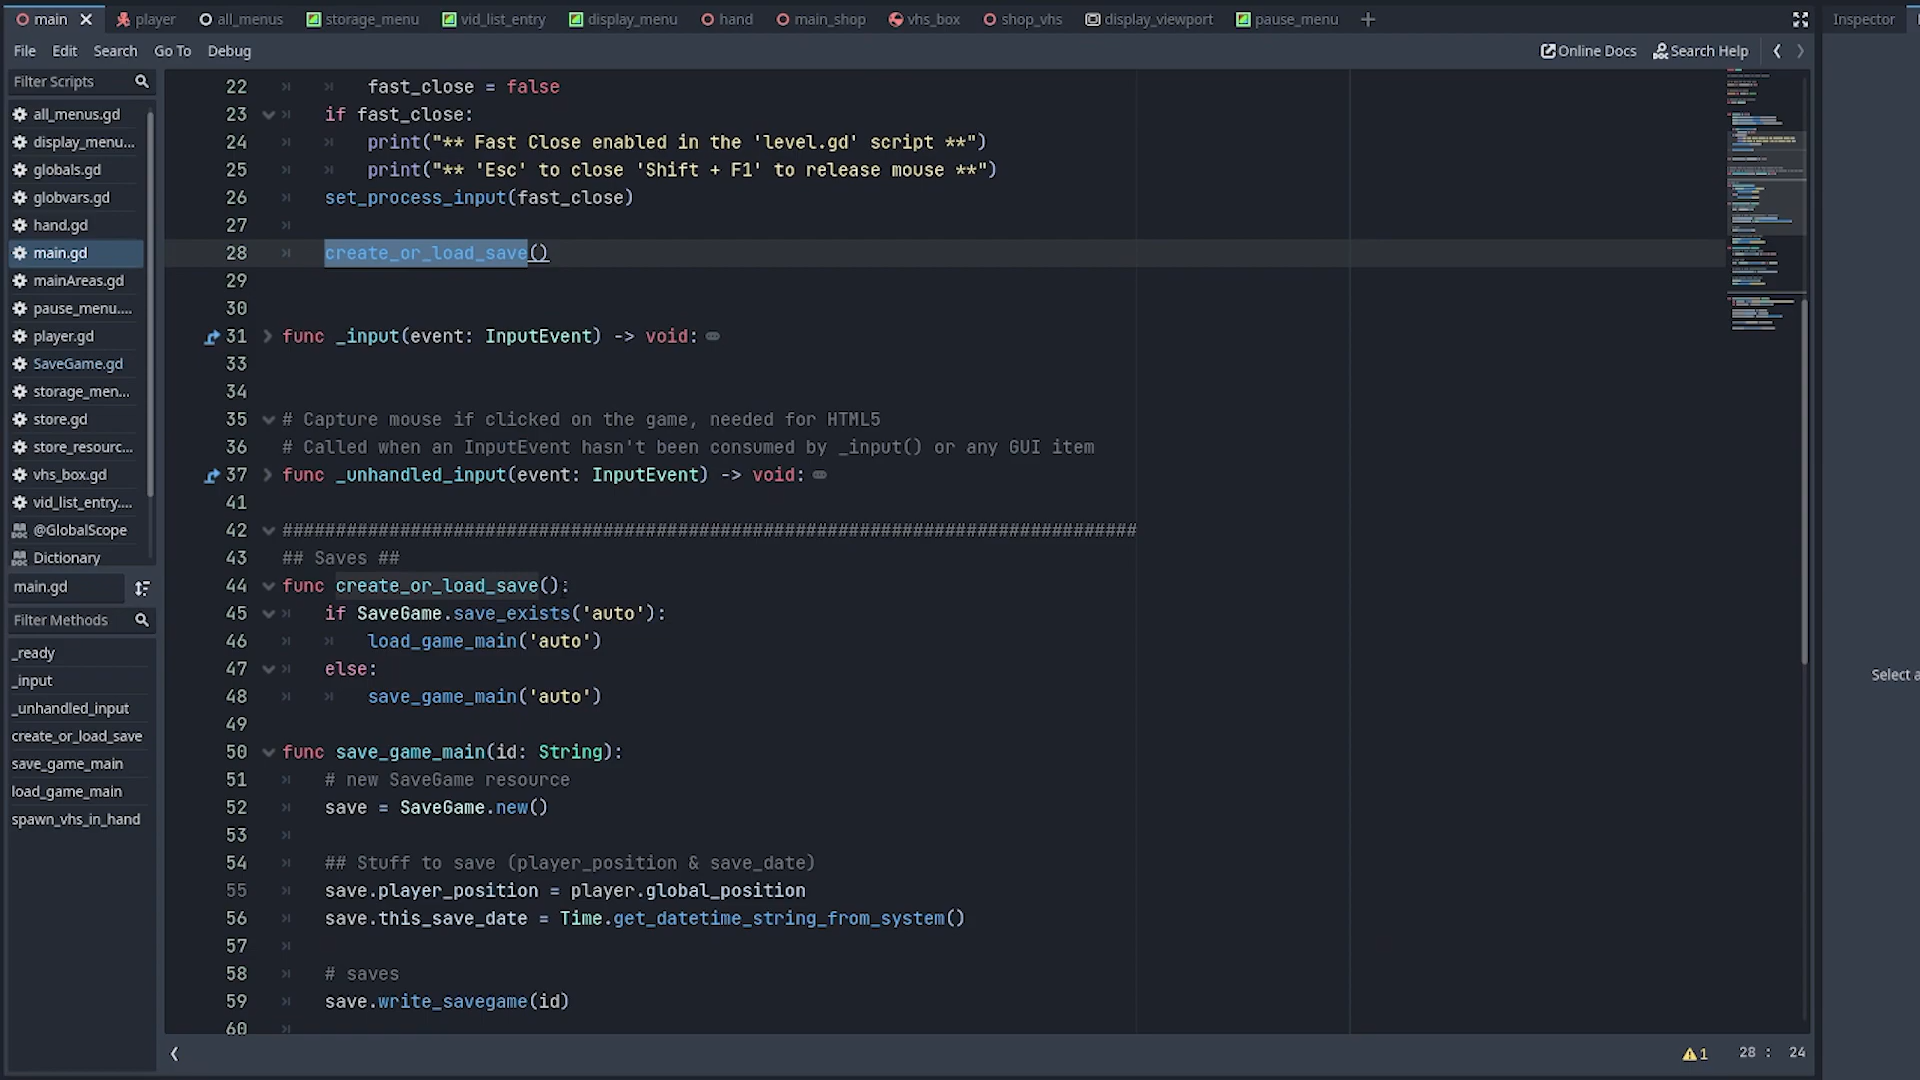 main player all_menus storage_menu vid_list_entry display_menu hand main_shop vhs_box shop_vhs display_viewport pause_menu Inspector
File Edit Search Go To Debug Online Docs Search Help
Filter Scripts
all_menus.gd
display_menu...
globals.gd
globvars.gd
hand.gd
main.gd
mainAreas.gd
pause_menu....
player.gd
SaveGame.gd
storage_men...
store.gd
store_resourc...
vhs_box.gd
vid_list_entry....
@GlobalScope
Dictionary
main.gd
Filter Methods
_ready
_input
_unhandled_input
create_or_load_save
save_game_main
load_game_main
spawn_vhs_in_hand
22 fast_close = false
23 if fast_close:
24 print("** Fast Close enabled in the 'level.gd' script **")
25 print("** 'Esc' to close 'Shift + F1' to release mouse **")
26 set_process_input(fast_close)
27
28 create_or_load_save()
29
30
31 func _input(event: InputEvent) -> void:
33
34
35 # Capture mouse if clicked on the game, needed for HTML5
36 # Called when an InputEvent hasn't been consumed by _input() or any GUI item
37 func _unhandled_input(event: InputEvent) -> void:
41
42 ################################################################################
43 ## Saves ##
44 func create_or_load_save():
45 if SaveGame.save_exists('auto'):
46 load_game_main('auto')
47 else:
48 save_game_main('auto')
49
50 func save_game_main(id: String):
51 # new SaveGame resource
52 save = SaveGame.new()
53
54 ## Stuff to save (player_position & save_date)
55 save.player_position = player.global_position
56 save.this_save_date = Time.get_datetime_string_from_system()
57
58 # saves
59 save.write_savegame(id)
60
Select a
1 28 : 24